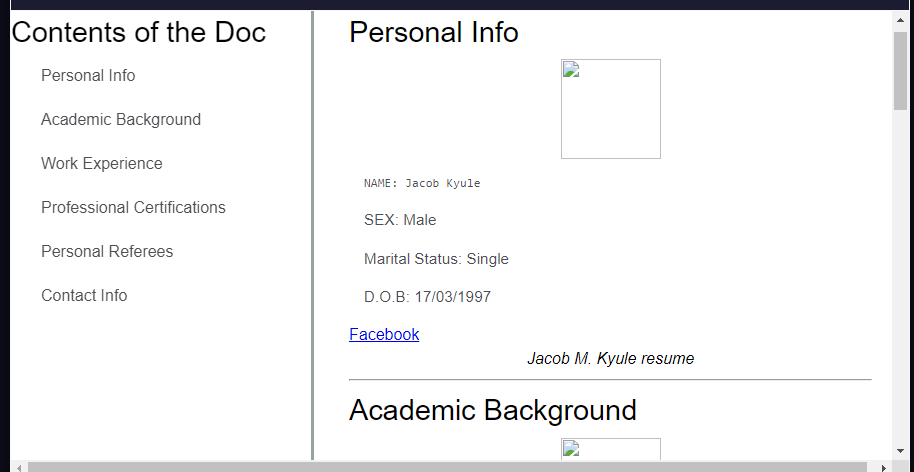 Contents of the Doc
Personal Info
Academic Background
Work Experience
Professional Certifications
Personal Referees
Contact Info
Personal Info
NAME: Jacob Kyule
SEX: Male
Marital Status: Single
D.O.B: 17/03/1997
Facebook
Jacob M. Kyule resume
Academic Background